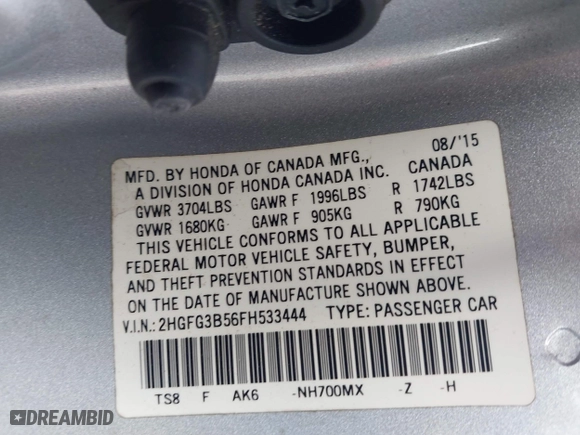 08/'15
MFD. BY HONDA OF CANADA MFG.,
A DIVISION OF HONDA CANADA INC. CANADA
GVWR 3704LBS GAWR F 1996LBS R 1742LBS
GVWR 1680KG GAWR F 905KG R 790KG
THIS VEHICLE CONFORMS TO ALL APPLICABLE
FEDERAL MOTOR VEHICLE SAFETY, BUMPER,
AND THEFT PREVENTION STANDARDS IN EFFECT
ON THE DATE OF MANUFACTURE SHOWN ABOVE.
V.I.N.: 2HGFG3B56FH533444 TYPE: PASSENGER CAR
TS8 F AK6 -NH700MX -Z -H
DREAMBID